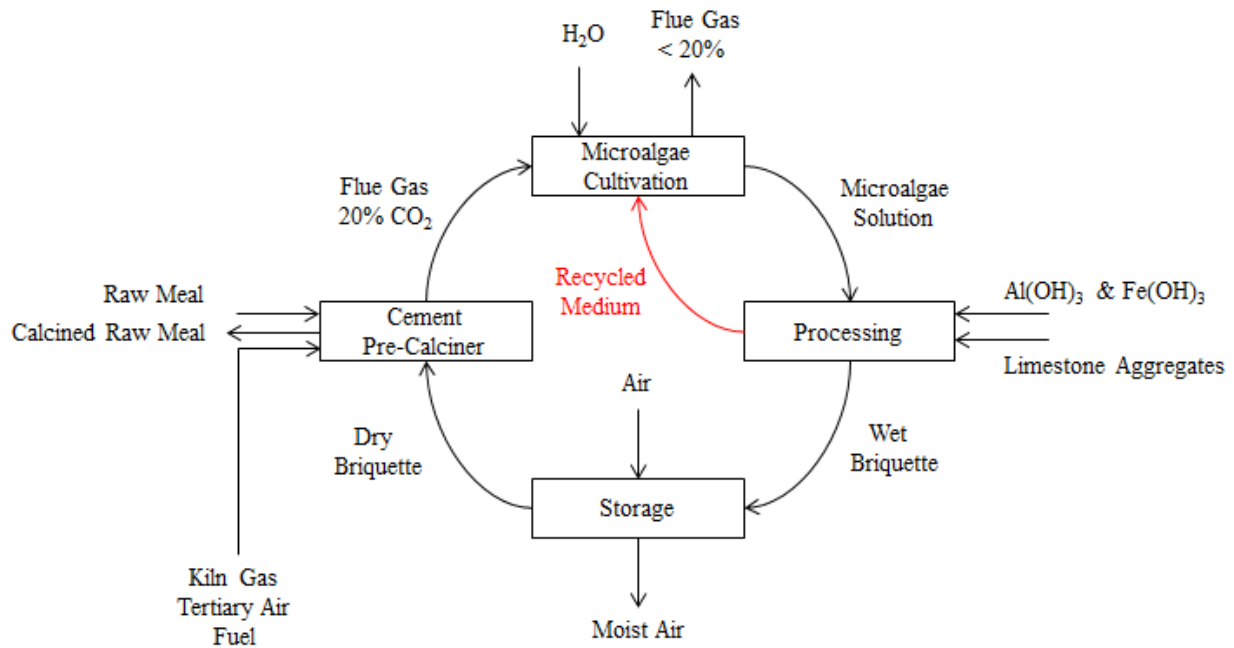 H₂O
Flue Gas
< 20%
Microalgae
Cultivation
Flue Gas
20% CO₂
Microalgae
Solution
Recycled
Medium
Raw Meal
Calcined Raw Meal
Cement
Pre-Calciner
Processing
Al(OH)₃ & Fe(OH)₃
Limestone Aggregates
Air
Dry
Briquette
Wet
Briquette
Storage
Kiln Gas
Tertiary Air
Fuel
Moist Air